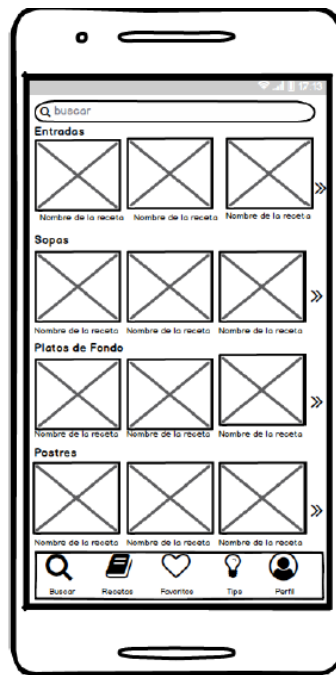 17:13
buscar
Entradas
Nombre de la receta Nombre de la receta Nombre de la receta
Sopas
Nombre de la receta Nombre de la receta Nombre de la receta
Platos de Fondo
Nombre de la receta Nombre de la receta Nombre de la receta
Postres
Nombre de la receta Nombre de la receta Nombre de la receta
Buscar Recetas Favoritos Tips Perfil